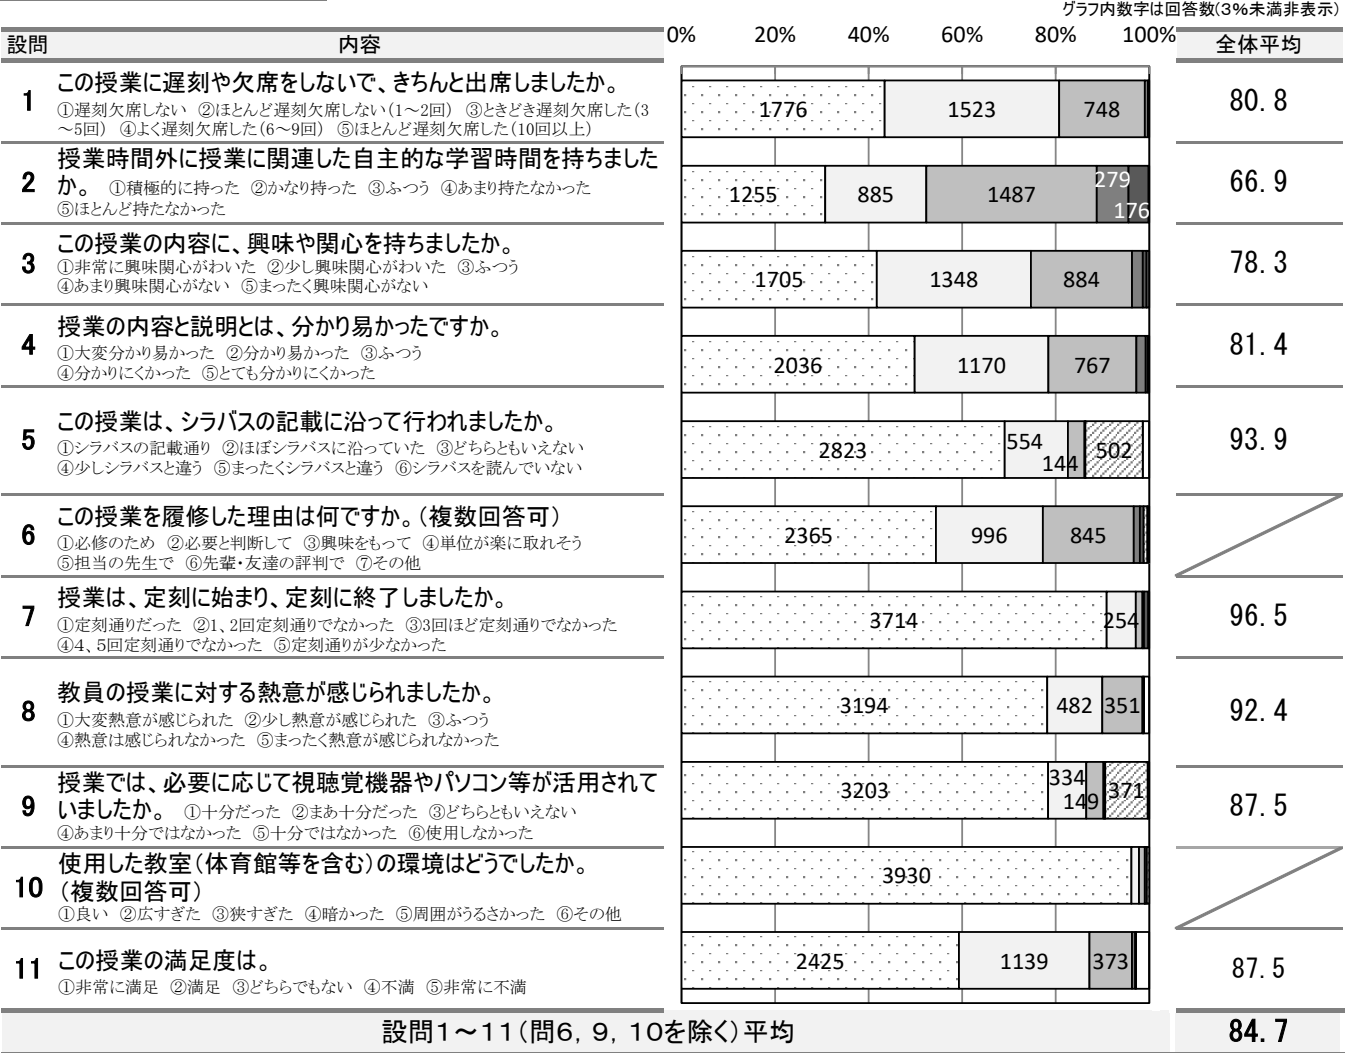 グラフ内数字は回答数(3%未満非表示)
設問 内容 0% 20% 40% 60% 80% 100% 全体平均
1 この授業に遅刻や欠席をしないで、きちんと出席しましたか。
①遅刻欠席しない ②ほとんど遅刻欠席しない(1～2回) ③ときどき遅刻欠席した(3
～5回) ④よく遅刻欠席した(6～9回) ⑤ほとんど遅刻欠席した(10回以上)
1776 1523 748 80.8
2 授業時間外に授業に関連した自主的な学習時間を持ちました
か。 ①積極的に持った ②かなり持った ③ふつう ④あまり持たなかった
⑤ほとんど持たなかった
1255 885 1487 279 176 66.9
3 この授業の内容に、興味や関心を持ちましたか。
①非常に興味関心がわいた ②少し興味関心がわいた ③ふつう
④あまり興味関心がない ⑤まったく興味関心がない
1705 1348 884 78.3
4 授業の内容と説明とは、分かり易かったですか。
①大変分かり易かった ②分かり易かった ③ふつう
④分かりにくかった ⑤とても分かりにくかった
2036 1170 767 81.4
5 この授業は、シラバスの記載に沿って行われましたか。
①シラバスの記載通り ②ほぼシラバスに沿っていた ③どちらともいえない
④少しシラバスと違う ⑤まったくシラバスと違う ⑥シラバスを読んでいない
2823 554 144 502 93.9
6 この授業を履修した理由は何ですか。(複数回答可)
①必修のため ②必要と判断して ③興味をもって ④単位が楽に取れそう
⑤担当の先生で ⑥先輩・友達の評判で ⑦その他
2365 996 845
7 授業は、定刻に始まり、定刻に終了しましたか。
①定刻通りだった ②1、2回定刻通りでなかった ③3回ほど定刻通りでなかった
④4、5回定刻通りでなかった ⑤定刻通りが少なかった
3714 254 96.5
8 教員の授業に対する熱意が感じられましたか。
①大変熱意が感じられた ②少し熱意が感じられた ③ふつう
④熱意は感じられなかった ⑤まったく熱意が感じられなかった
3194 482 351 92.4
9 授業では、必要に応じて視聴覚機器やパソコン等が活用されて
いましたか。 ①十分だった ②まあ十分だった ③どちらともいえない
④あまり十分ではなかった ⑤十分ではなかった ⑥使用しなかった
3203 334 149 371 87.5
10 使用した教室(体育館等を含む)の環境はどうでしたか。
(複数回答可)
①良い ②広すぎた ③狭すぎた ④暗かった ⑤周囲がうるさかった ⑥その他
3930
11 この授業の満足度は。
①非常に満足 ②満足 ③どちらでもない ④不満 ⑤非常に不満
2425 1139 373 87.5
設問1～11(問6, 9, 10を除く)平均 84.7